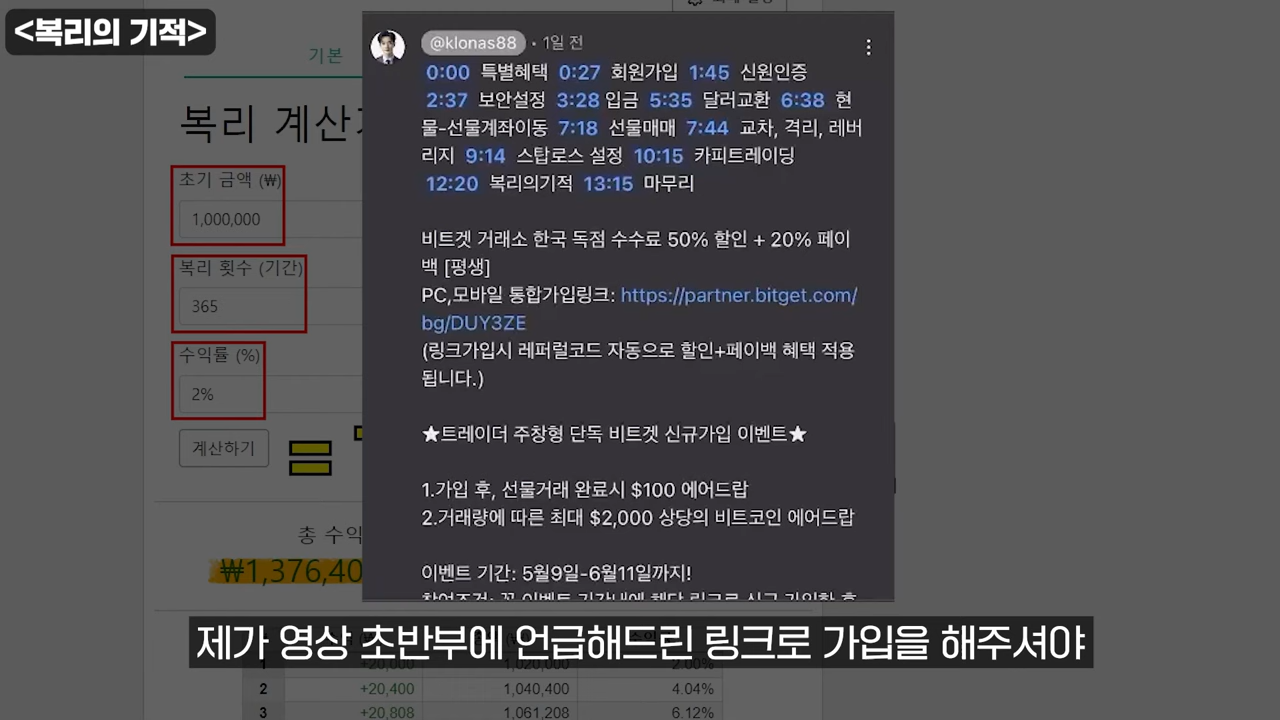 <복리의 기적>
기본
복리 계산
초기 금액 (₩)
1,000,000
복리 횟수 (기간)
365
수익률 (%)
2%
계산하기
총 수익
₩1,376,40
@klonas88 · 1일 전
0:00 특별혜택 0:27 회원가입 1:45 신원인증
2:37 보안설정 3:28 입금 5:35 달러교환 6:38 현
물-선물계좌이동 7:18 선물매매 7:44 교차, 격리, 레버
리지 9:14 스탑로스 설정 10:15 카피트레이딩
12:20 복리의기적 13:15 마무리
비트겟 거래소 한국 독점 수수료 50% 할인 + 20% 페이
백 [평생]
PC,모바일 통합가입링크: https://partner.bitget.com/
bg/DUY3ZE
(링크가입시 레퍼럴코드 자동으로 할인+페이백 혜택 적용
됩니다.)
★트레이더 주창형 단독 비트겟 신규가입 이벤트★
1.가입 후, 선물거래 완료시 $100 에어드랍
2.거래량에 따른 최대 $2,000 상당의 비트코인 에어드랍
이벤트 기간: 5월9일-6월11일까지!
제가 영상 초반부에 언급해드린 링크로 가입을 해주셔야
1 +20,000 1,020,000 2.00%
2 +20,400 1,040,400 4.04%
3 +20,808 1,061,208 6.12%